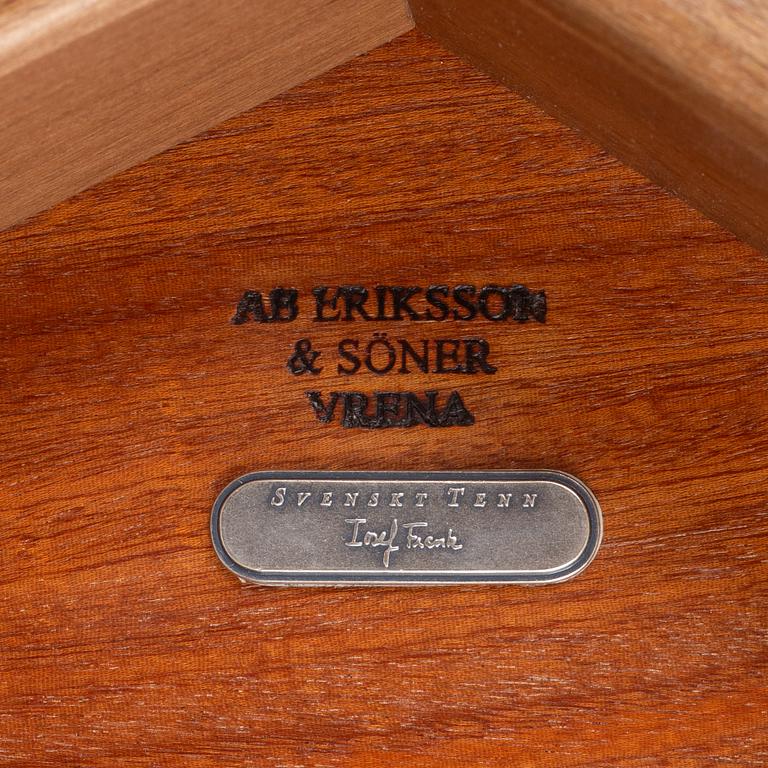 AB ERIKSSON
& SÖNER
VRENA
SVENSKT TENN
Josef Frank